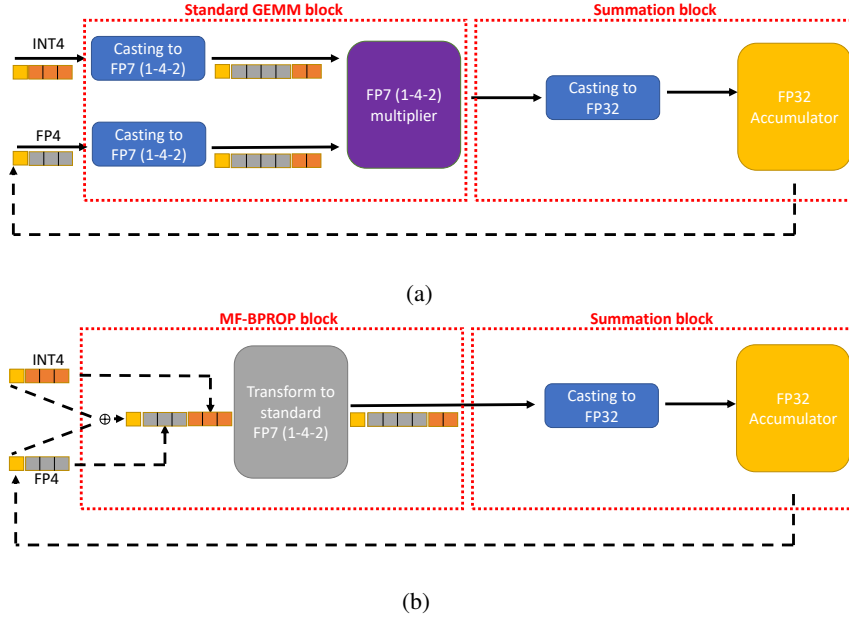 Standard GEMM block
Summation block
INT4
Casting to
FP7 (1-4-2)
FP4
Casting to
FP7 (1-4-2)
FP7 (1-4-2)
multiplier
Casting to
FP32
FP32
Accumulator
(a)
MF-BPROP block
Summation block
INT4
FP4
⊕
Transform to
standard
FP7 (1-4-2)
Casting to
FP32
FP32
Accumulator
(b)